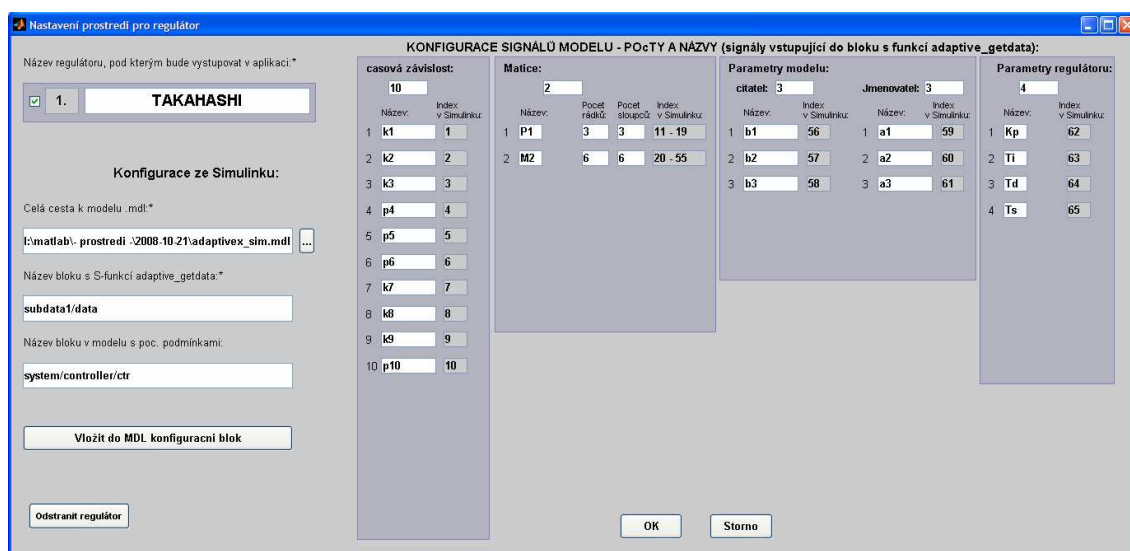 Nastavení prostredi pro regulátor
KONFIGURACE SIGNÁLŮ MODELU - POcTY A NÁZVY (signály vstupující do bloku s funkcí adaptive_getdata):
Název regulátoru, pod kterým bude vystupovat v aplikaci:*
1. TAKAHASHI
Konfigurace ze Simulinku:
Celá cesta k modelu .mdl:*
I:\matlab\- prostredi -\2008-10-21\adaptivex_sim.mdl ...
Název bloku s S-funkcí adaptive_getdata:*
subdata1/data
Název bloku v modelu s poc. podmínkami:
system/controller/ctr
Vložit do MDL konfiguracni blok
Odstranit regulátor
casová závislost:
10
Název: Index v Simulinku:
1 k1 1
2 k2 2
3 k3 3
4 p4 4
5 p5 5
6 p6 6
7 k7 7
8 k8 8
9 k9 9
10 p10 10
Matice:
2
Název: Pocet rádků: Pocet sloupců: Index v Simulinku:
1 P1 3 3 11 - 19
2 M2 6 6 20 - 55
Parametry modelu:
citatel: 3 Jmenovatel: 3
Název: Index v Simulinku: Název: Index v Simulinku:
1 b1 56 1 a1 59
2 b2 57 2 a2 60
3 b3 58 3 a3 61
Parametry regulátoru:
4
Název: Index v Simulinku:
1 Kp 62
2 Ti 63
3 Td 64
4 Ts 65
OK Storno